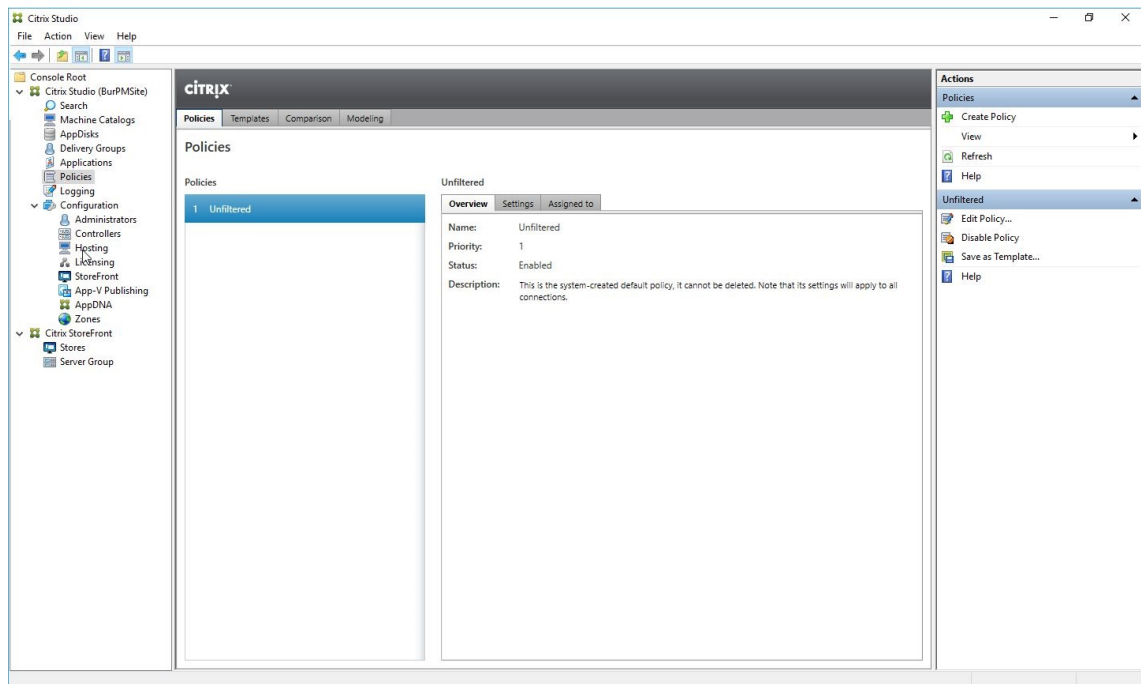 Citrix Studio
File Action View Help
Console Root
Citrix Studio (BurPMSite)
Search
Machine Catalogs
AppDisks
Delivery Groups
Applications
Policies
Logging
Configuration
Administrators
Controllers
Hosting
Licensing
StoreFront
App-V Publishing
AppDNA
Zones
Citrix StoreFront
Stores
Server Group
CITRIX
Policies Templates Comparison Modeling
Policies
Policies
1 Unfiltered
Unfiltered
Overview Settings Assigned to
Name: Unfiltered
Priority: 1
Status: Enabled
Description: This is the system-created default policy, it cannot be deleted. Note that its settings will apply to all
connections.
Actions
Policies
Create Policy
View
Refresh
Help
Unfiltered
Edit Policy...
Disable Policy
Save as Template...
Help